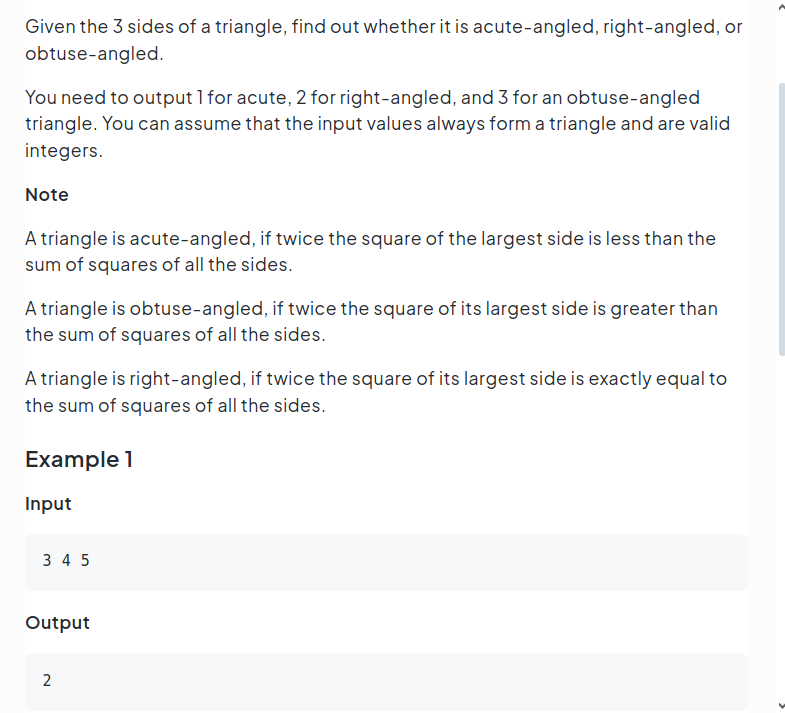 Given the 3 sides of a triangle, find out whether it is acute-angled, right-angled, or
obtuse-angled.
You need to output 1 for acute, 2 for right-angled, and 3 for an obtuse-angled
triangle. You can assume that the input values always form a triangle and are valid
integers.
Note
A triangle is acute-angled, if twice the square of the largest side is less than the
sum of squares of all the sides.
A triangle is obtuse-angled, if twice the square of its largest side is greater than
the sum of squares of all the sides.
A triangle is right-angled, if twice the square of its largest side is exactly equal to
the sum of squares of all the sides.
Example 1
Input
3 4 5
Output
2